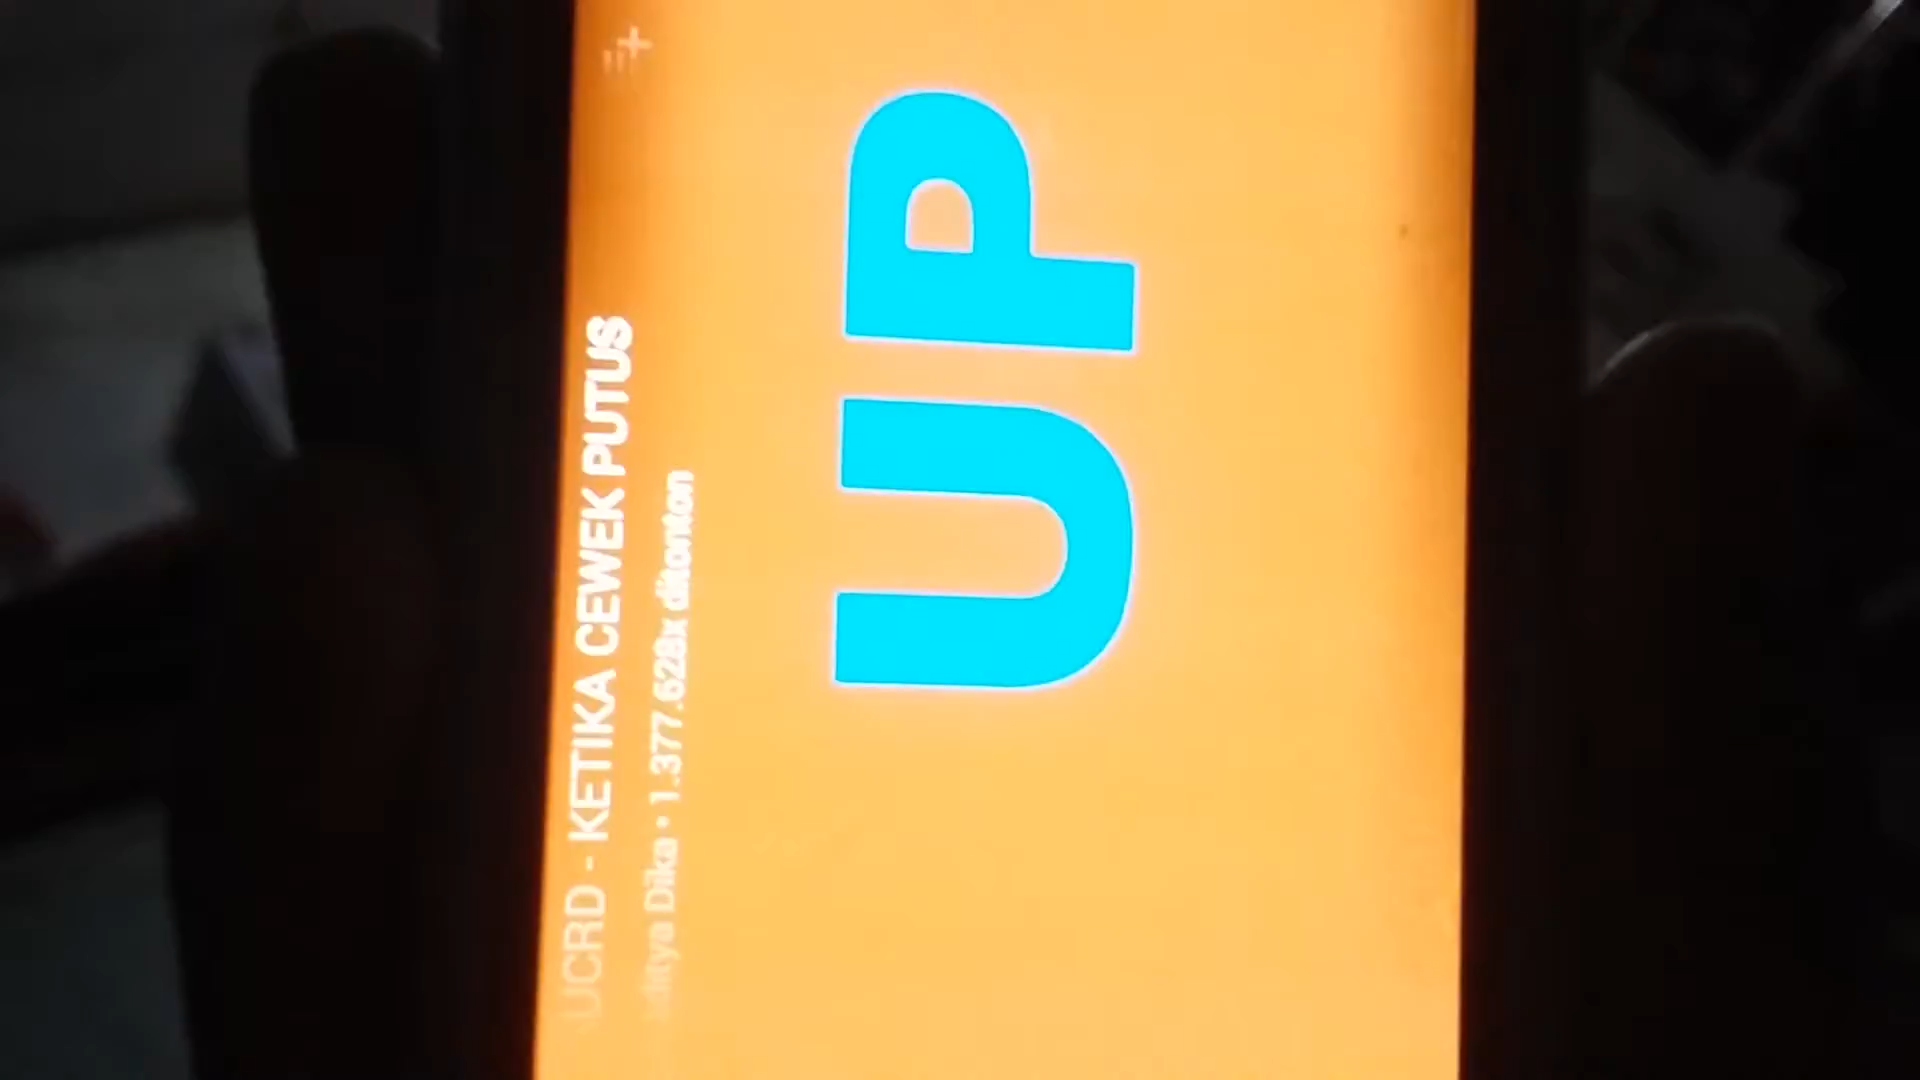 UCRD - KETIKA CEWEK PUTUS
Dika • 1.377.628x ditonton
UP